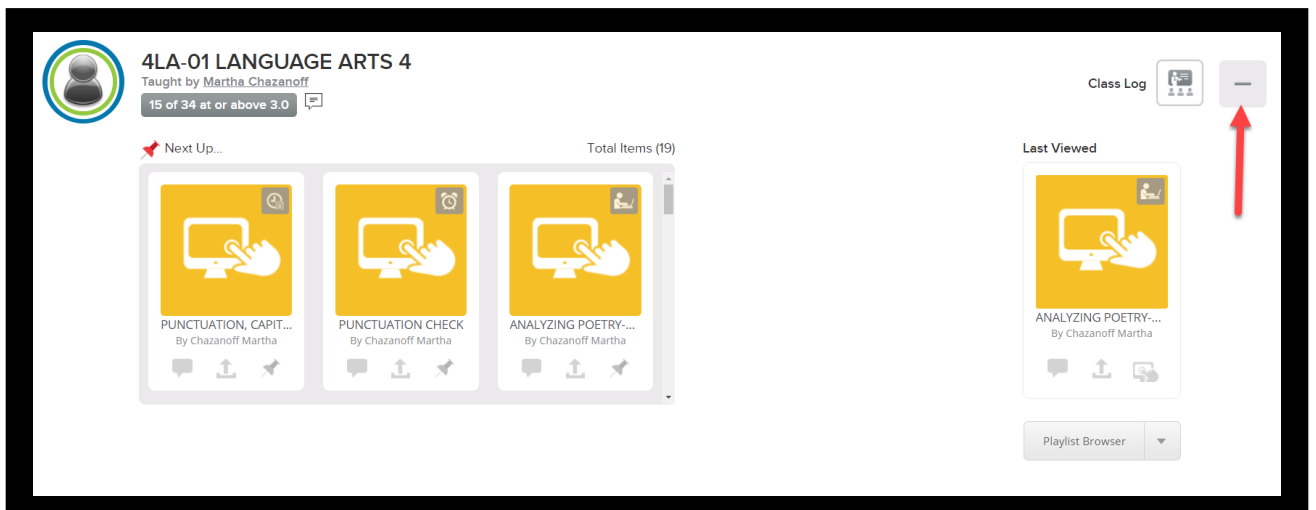 4LA-01 LANGUAGE ARTS 4
Taught by Martha Chazanoff
15 of 34 at or above 3.0
Class Log
Next Up...
Total Items (19)
PUNCTUATION, CAPIT...
By Chazanoff Martha
PUNCTUATION CHECK
By Chazanoff Martha
ANALYZING POETRY-...
By Chazanoff Martha
Last Viewed
ANALYZING POETRY-...
By Chazanoff Martha
Playlist Browser